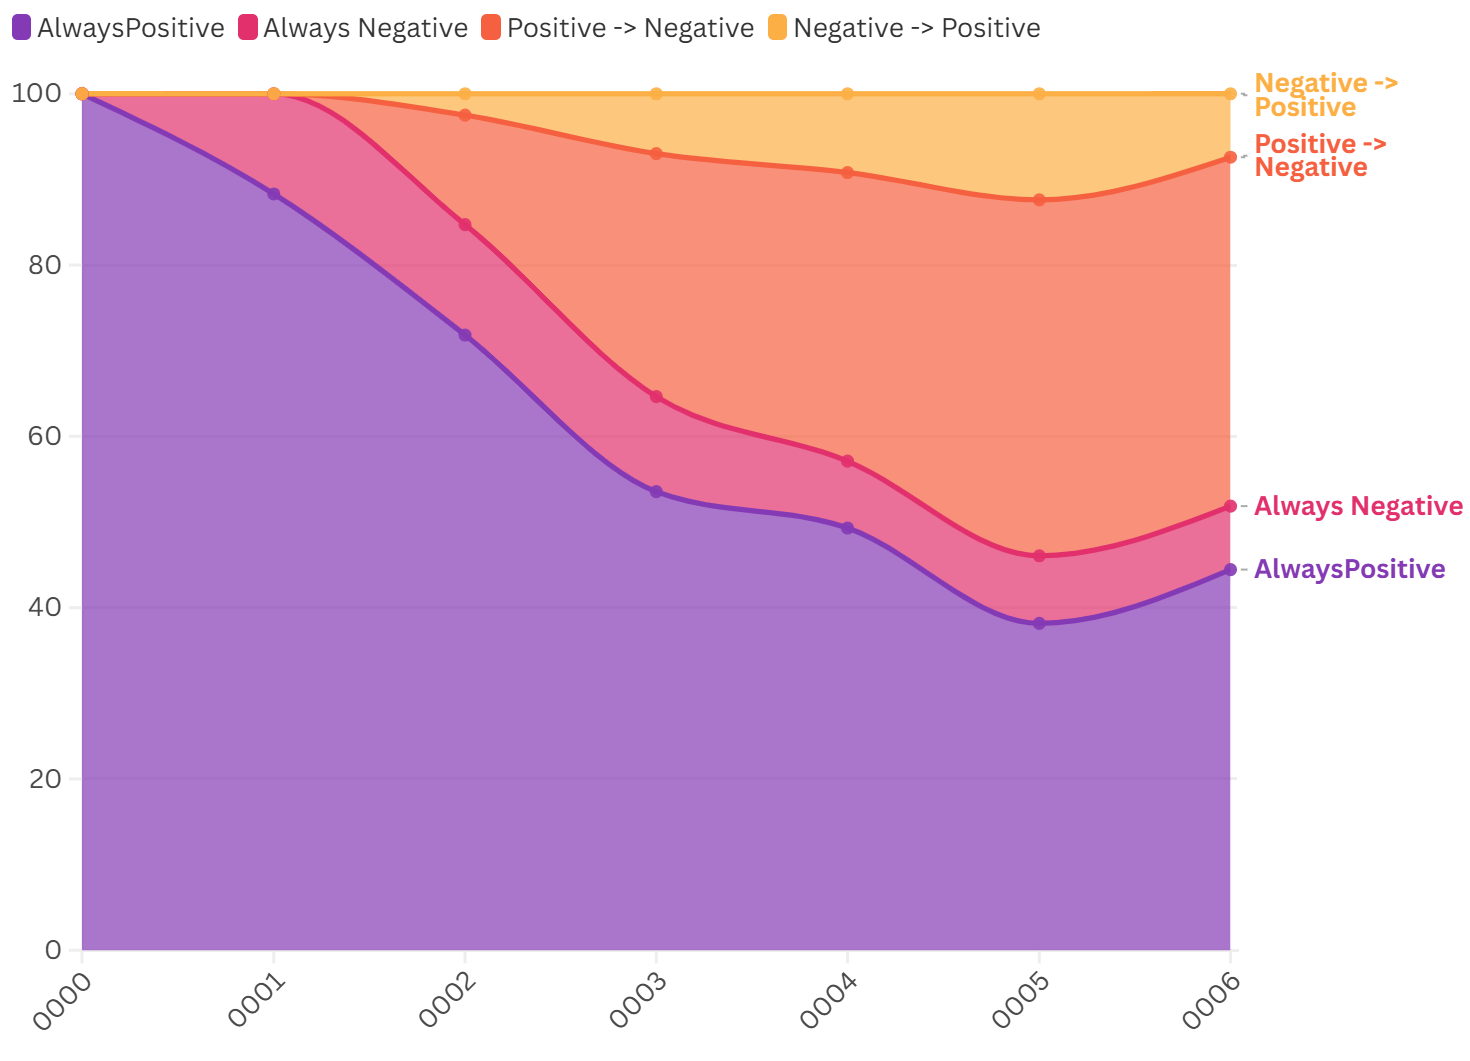 AlwaysPositive Always Negative Positive -> Negative Negative -> Positive
100
80
60
40
20
0
Negative ->
Positive
Positive ->
Negative
Always Negative
AlwaysPositive
0000 0001 0002 0003 0004 0005 0006